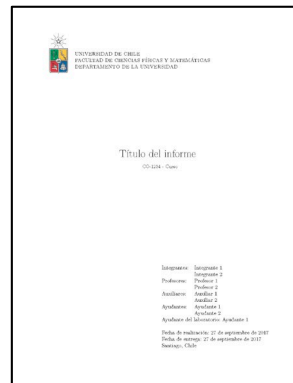 UNIVERSIDAD DE CHILE
FACULTAD DE CIENCIAS FÍSICAS Y MATEMÁTICAS
DEPARTAMENTO DE LA UNIVERSIDAD
Título del informe
CO-1234 - Curso
Integrantes: Integrante 1
Integrante 2
Profesores: Profesor 1
Profesor 2
Auxiliares: Auxiliar 1
Auxiliar 2
Ayudantes: Ayudante 1
Ayudante 2
Ayudante del laboratorio: Ayudante 1
Fecha de realización: 27 de septiembre de 2017
Fecha de entrega: 27 de septiembre de 2017
Santiago, Chile